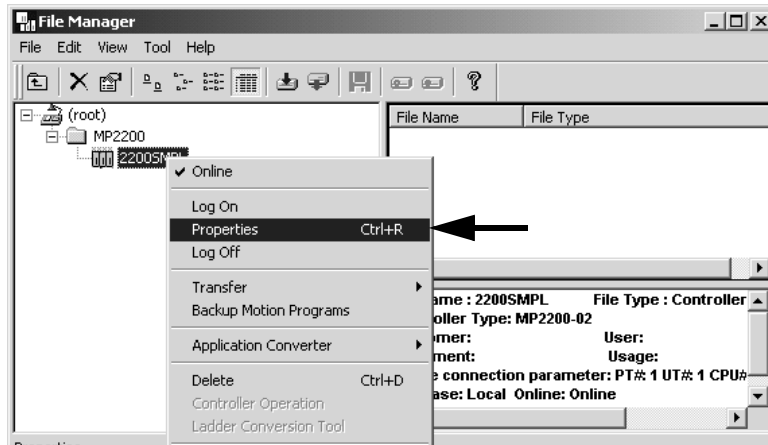 File Manager
File Edit View Tool Help
(root)
MP2200
2200SMPL
File Name File Type
Online
Log On
Properties Ctrl+R
Log Off
Transfer
Backup Motion Programs
Application Converter
Delete Ctrl+D
Controller Operation
Ladder Conversion Tool
ame : 2200SMPL File Type : Controller
oller Type: MP2200-02
omer: User:
ment: Usage:
e connection parameter: PT#: 1 UT#: 1 CPU#
ase: Local Online: Online